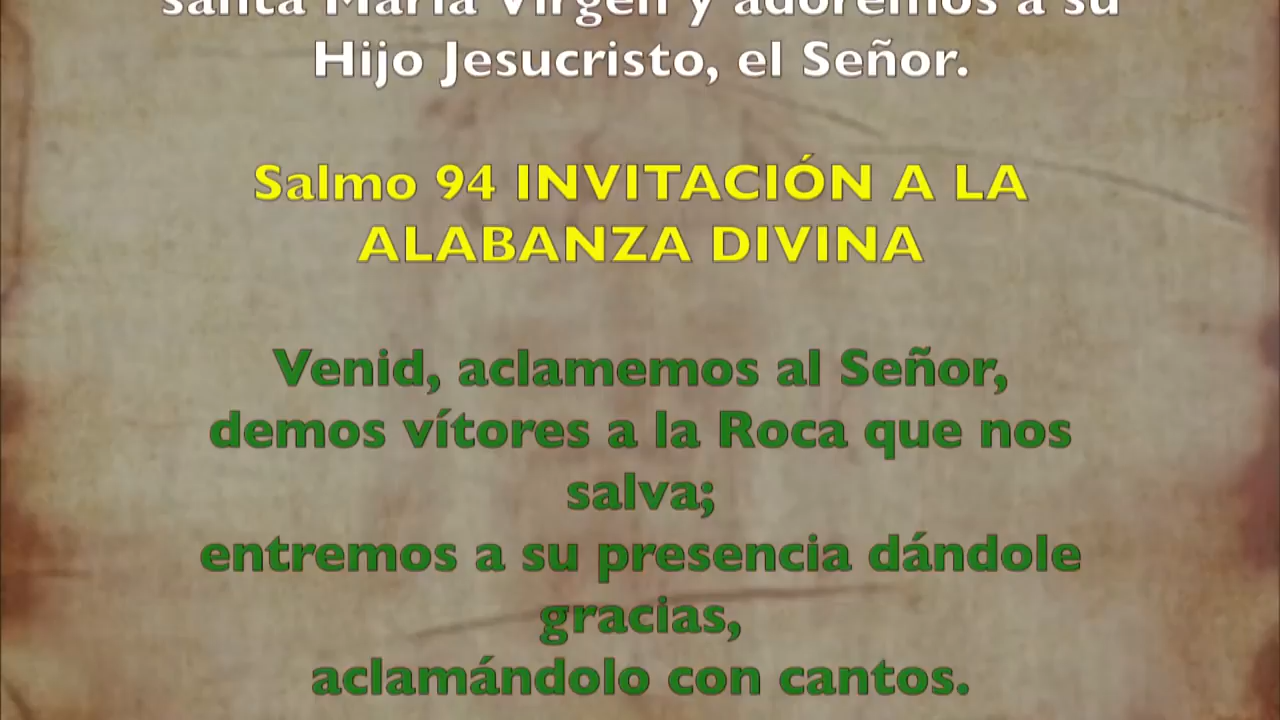 santa María Virgen y adoremos a su
Hijo Jesucristo, el Señor.
Salmo 94 INVITACIÓN A LA
ALABANZA DIVINA
Venid, aclamemos al Señor,
demos vítores a la Roca que nos
salva;
entremos a su presencia dándole
gracias,
aclamándolo con cantos.